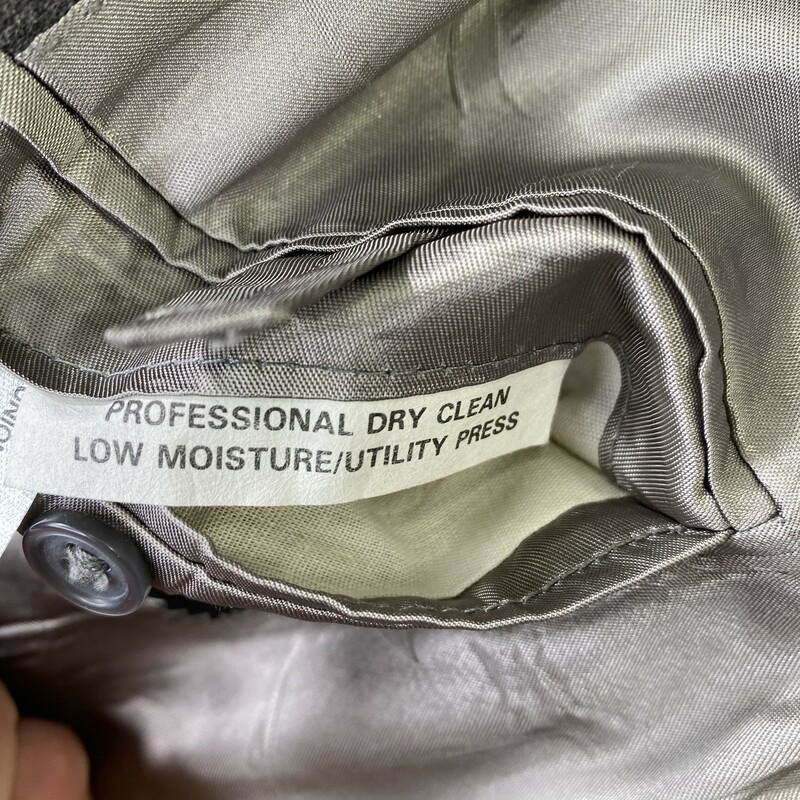 PROFESSIONAL DRY CLEAN
LOW MOISTURE/UTILITY PRESS